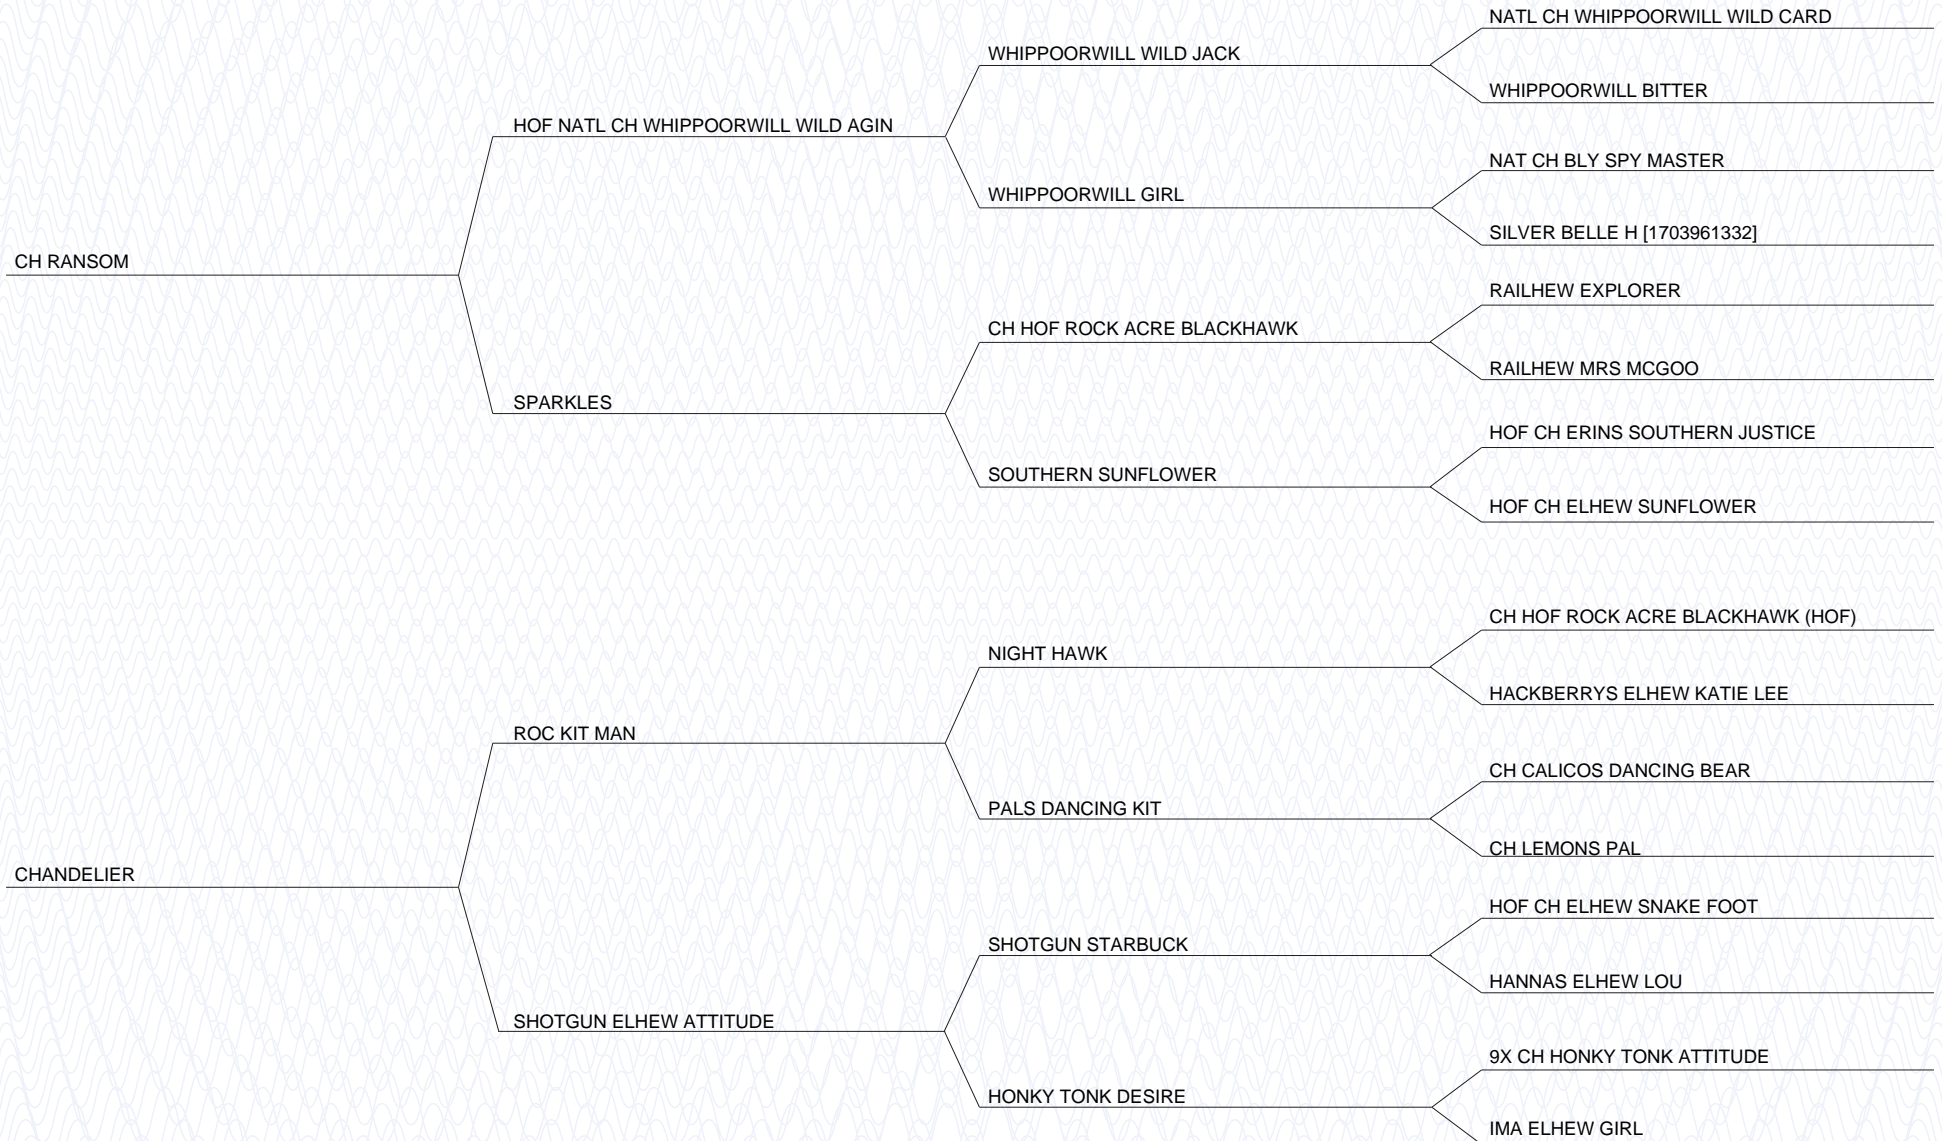 NATL CH WHIPPOORWILL WILD CARD
WHIPPOORWILL WILD JACK
WHIPPOORWILL BITTER
HOF NATL CH WHIPPOORWILL WILD AGIN
NAT CH BLY SPY MASTER
WHIPPOORWILL GIRL
SILVER BELLE H [1703961332]
CH RANSOM
RAILHEW EXPLORER
CH HOF ROCK ACRE BLACKHAWK
RAILHEW MRS MCGOO
SPARKLES
HOF CH ERINS SOUTHERN JUSTICE
SOUTHERN SUNFLOWER
HOF CH ELHEW SUNFLOWER
CH HOF ROCK ACRE BLACKHAWK (HOF)
NIGHT HAWK
HACKBERRYS ELHEW KATIE LEE
ROC KIT MAN
CH CALICOS DANCING BEAR
PALS DANCING KIT
CH LEMONS PAL
CHANDELIER
HOF CH ELHEW SNAKE FOOT
SHOTGUN STARBUCK
HANNAS ELHEW LOU
SHOTGUN ELHEW ATTITUDE
9X CH HONKY TONK ATTITUDE
HONKY TONK DESIRE
IMA ELHEW GIRL